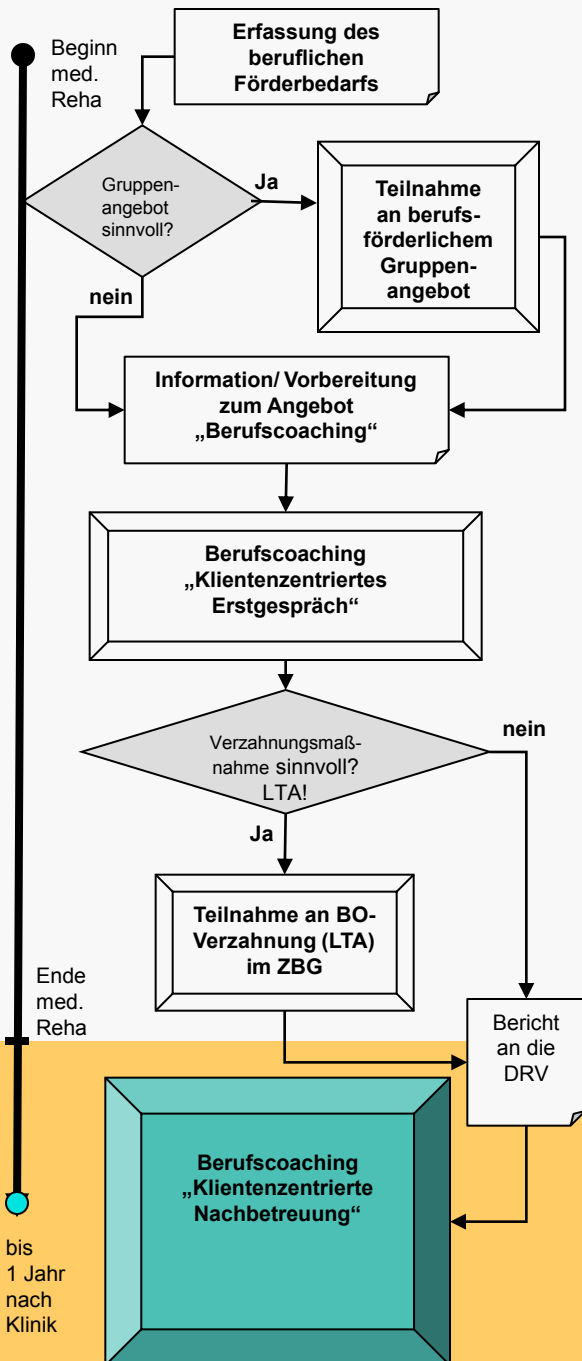 Beginn
med.
Reha
Erfassung des
beruflichen
Förderbedarfs
Gruppen-
angebot
sinnvoll?
Ja
Teilnahme
an berufs-
förderlichem
Gruppen-
angebot
nein
Information/ Vorbereitung
zum Angebot
„Berufscoaching“
Berufscoaching
„Klientenzentriertes
Erstgespräch“
Verzahnungsmaß-
nahme sinnvoll?
LTA!
nein
Ja
Teilnahme an BO-
Verzahnung (LTA)
im ZBG
Ende
med.
Reha
Bericht
an die
DRV
Berufscoaching
„Klientenzentrierte
Nachbetreuung“
bis
1 Jahr
nach
Klinik